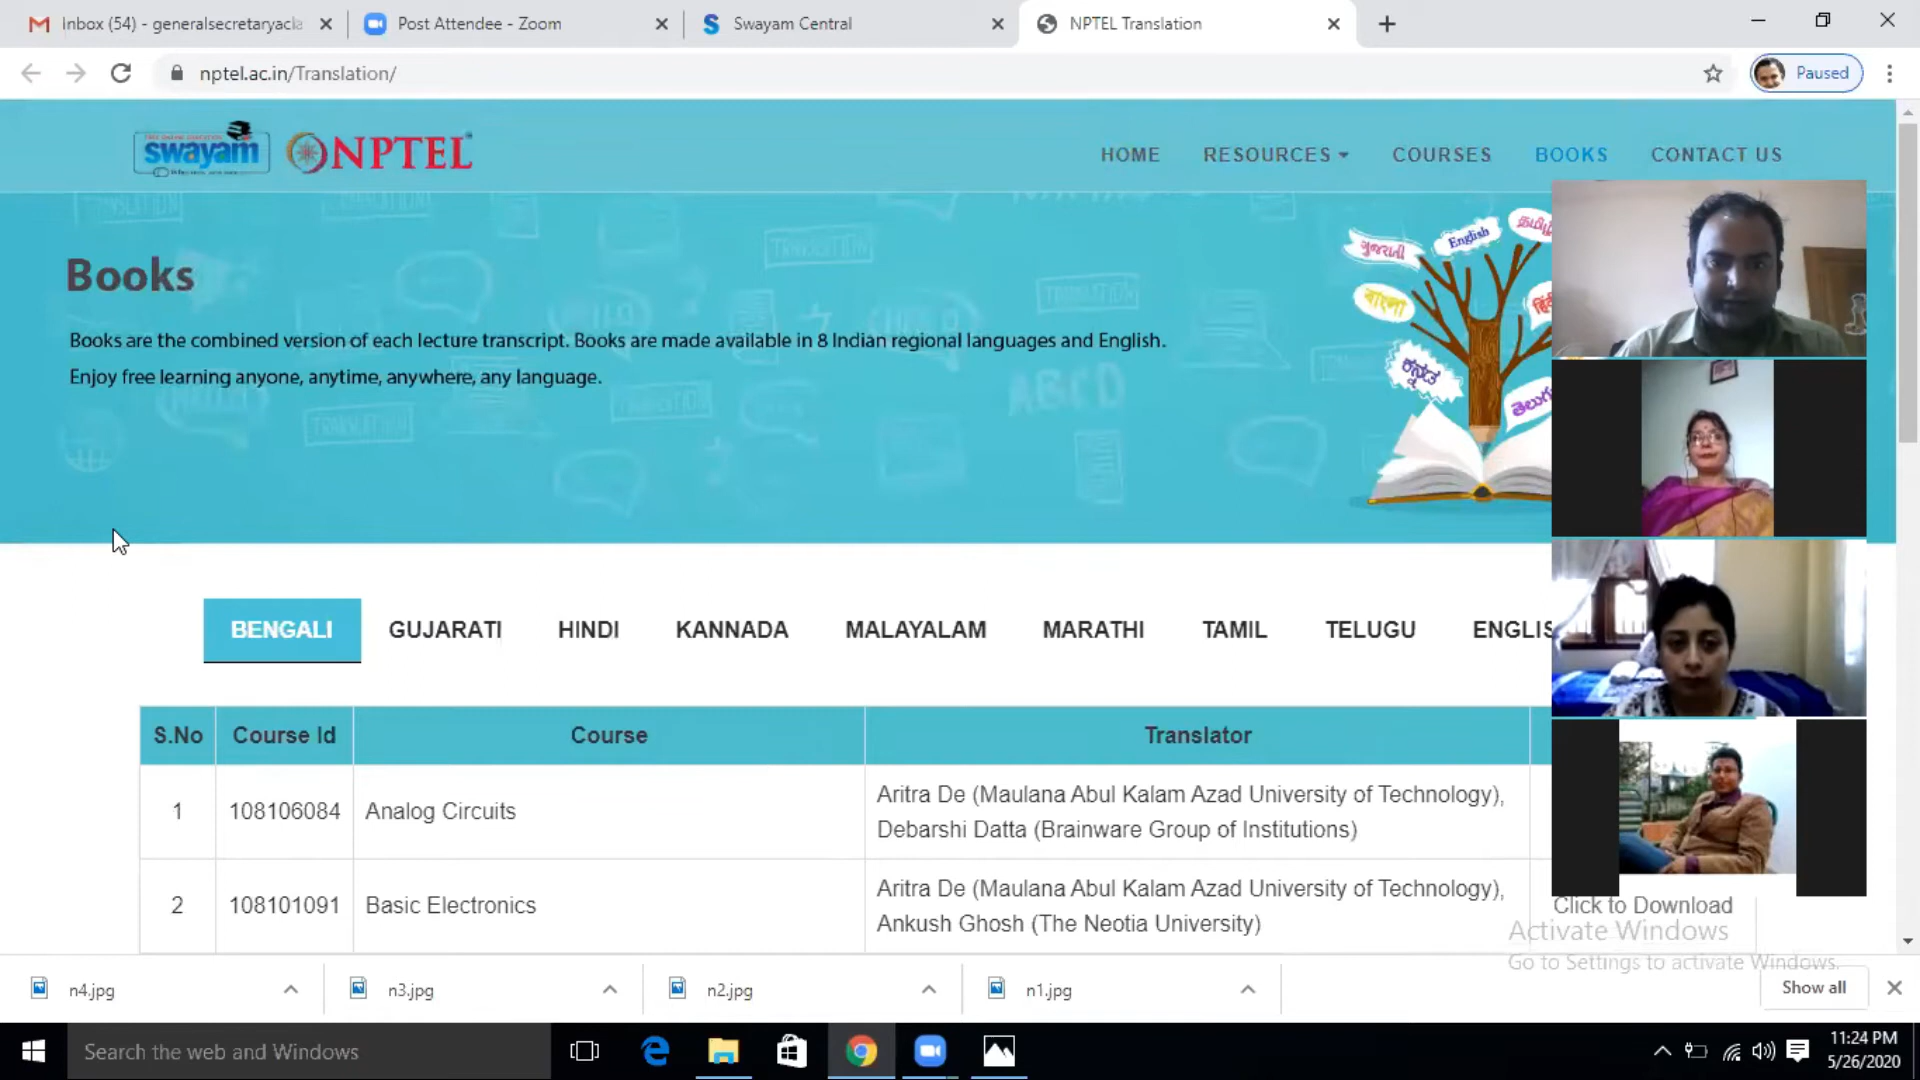 Inbox (54) - generalsecretaryacla
Post Attendee - Zoom
Swayam Central
NPTEL Translation
nptel.ac.in/Translation/
Paused
swayam
NPTEL
HOME
RESOURCES
COURSES
BOOKS
CONTACT US
Books
Books are the combined version of each lecture transcript. Books are made available in 8 Indian regional languages and English.
Enjoy free learning anyone, anytime, anywhere, any language.
ગુજરાતી
English
தமிழ்
বাংলা
ಕನ್ನಡ
తెలుగు
TRANSLATION
ABCD
BENGALI
GUJARATI
HINDI
KANNADA
MALAYALAM
MARATHI
TAMIL
TELUGU
ENGLIS
S.No
Course Id
Course
Translator
1
108106084
Analog Circuits
Aritra De (Maulana Abul Kalam Azad University of Technology),
Debarshi Datta (Brainware Group of Institutions)
2
108101091
Basic Electronics
Aritra De (Maulana Abul Kalam Azad University of Technology),
Ankush Ghosh (The Neotia University)
Click to Download
Activate Windows
Go to Settings to activate Windows.
n4.jpg
n3.jpg
n2.jpg
n1.jpg
Show all
Search the web and Windows
11:24 PM
5/26/2020